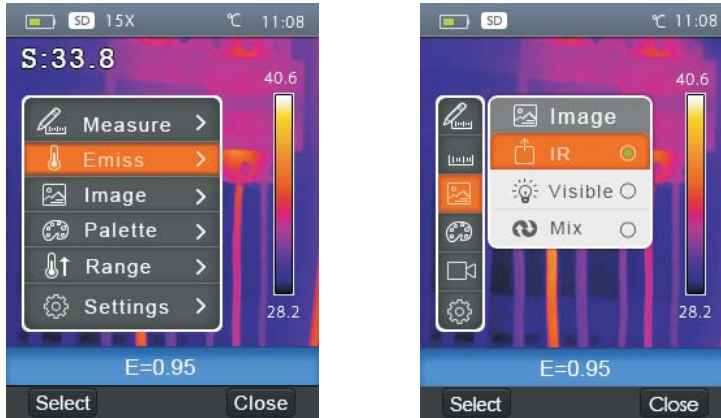 SD 15X ℃ 11:08
S:33.8
40.6
Measure >
Emiss >
Image >
Palette >
Range >
Settings >
28.2
E=0.95
Select Close
SD ℃ 11:08
40.6
Image
IR
Visible
Mix
28.2
E=0.95
Select Close